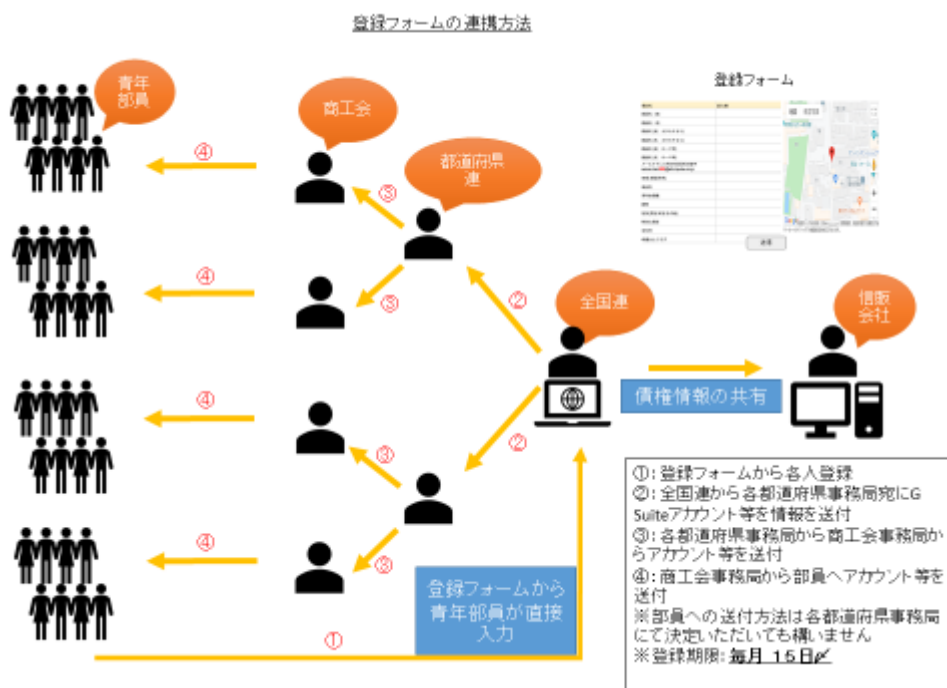 登録フォームの連携方法
青年
部員
商工会
都道府県
連
登録フォーム
全国連
信販
会社
④
④
④
④
③
③
③
③
②
②
①
債権情報の共有
登録フォームから
青年部員が直接
入力
①：登録フォームから各人登録
②：全国連から各都道府県事務局宛にG
Suiteアカウント等を情報を送付
③：各都道府県事務局から商工会事務局か
らアカウント等を送付
④：商工会事務局から部員へアカウント等を
送付
※部員への送付方法は各都道府県事務局
にて決定いただいても構いません
※登録期限：毎月 15日〆